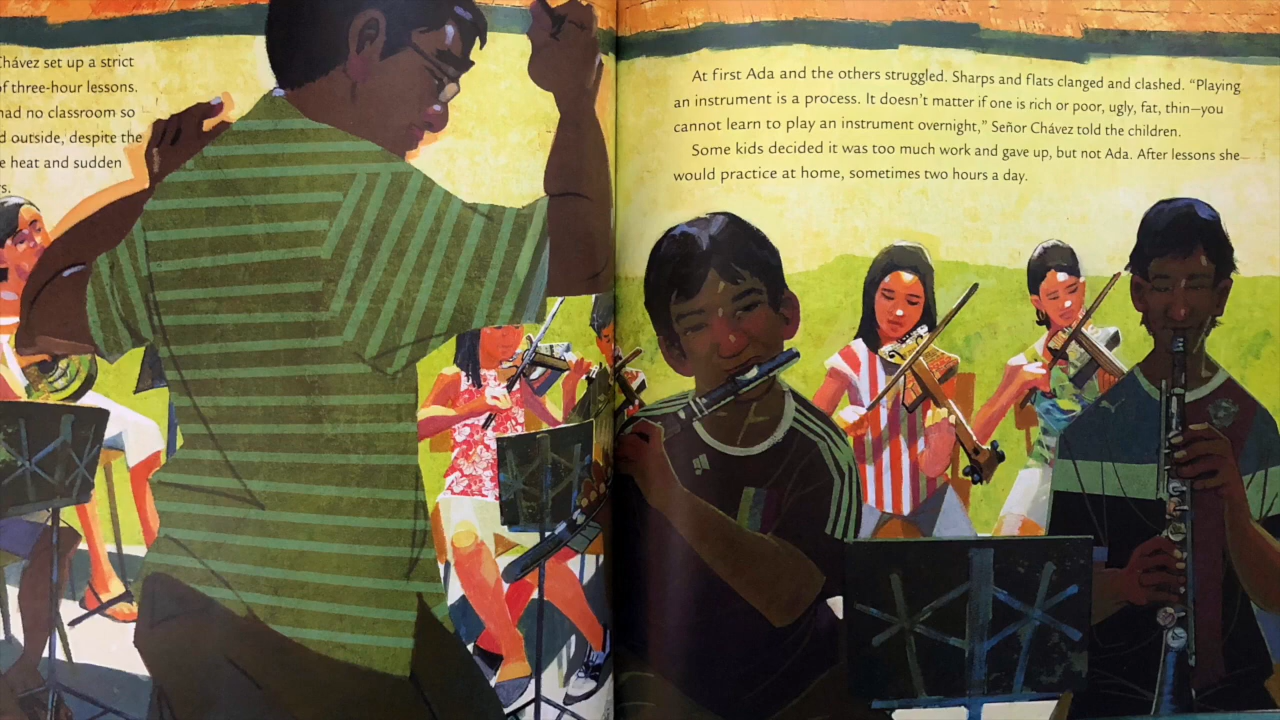 Chávez set up a strict
of three-hour lessons.
had no classroom so
d outside, despite the
e heat and sudden
s.
At first Ada and the others struggled. Sharps and flats clanged and clashed. “Playing
an instrument is a process. It doesn’t matter if one is rich or poor, ugly, fat, thin—you
cannot learn to play an instrument overnight,” Señor Chávez told the children.
Some kids decided it was too much work and gave up, but not Ada. After lessons she
would practice at home, sometimes two hours a day.